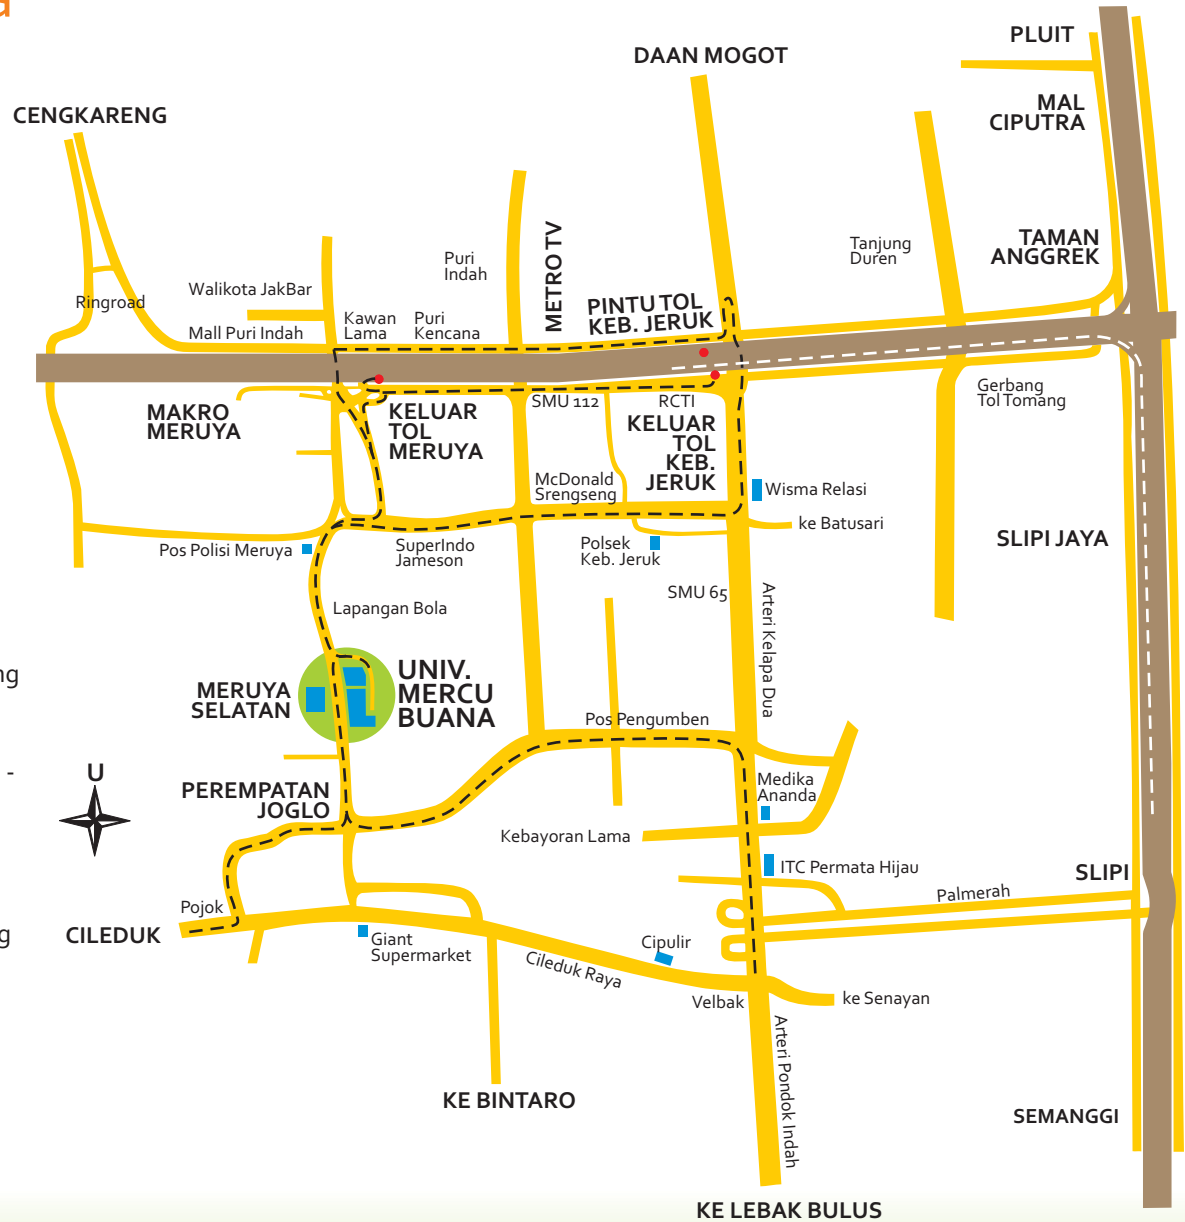 a
PLUIT
DAAN MOGOT
MAL
CIPUTRA
CENGKARENG
METRO TV
Tanjung
Duren
TAMAN
ANGGREK
Puri
Indah
Walikota JakBar
Ringroad
PINTU TOL
KEB. JERUK
Kawan
Lama
Puri
Kencana
Mall Puri Indah
Gerbang
Tol Tomang
MAKRO
MERUYA
KELUAR
TOL
MERUYA
SMU 112
RCTI
KELUAR
TOL
KEB.
JERUK
McDonald
Srengseng
Wisma Relasi
ke Batusari
SLIPI JAYA
Pos Polisi Meruya
SuperIndo
Jameson
Polsek
Keb. Jeruk
SMU 65
Arteri Kelapa Dua
Lapangan Bola
ng
UNIV.
MERCU
BUANA
MERUYA
SELATAN
Pos Pengumben
-
U
PEREMPATAN
JOGLO
Medika
Ananda
Kebayoran Lama
ITC Permata Hijau
SLIPI
Palmerah
Pojok
CILEDUK
g
Giant
Supermarket
Cileduk Raya
Cipulir
Velbak
ke Senayan
Arteri Pondok Indah
KE BINTARO
SEMANGGI
KE LEBAK BULUS